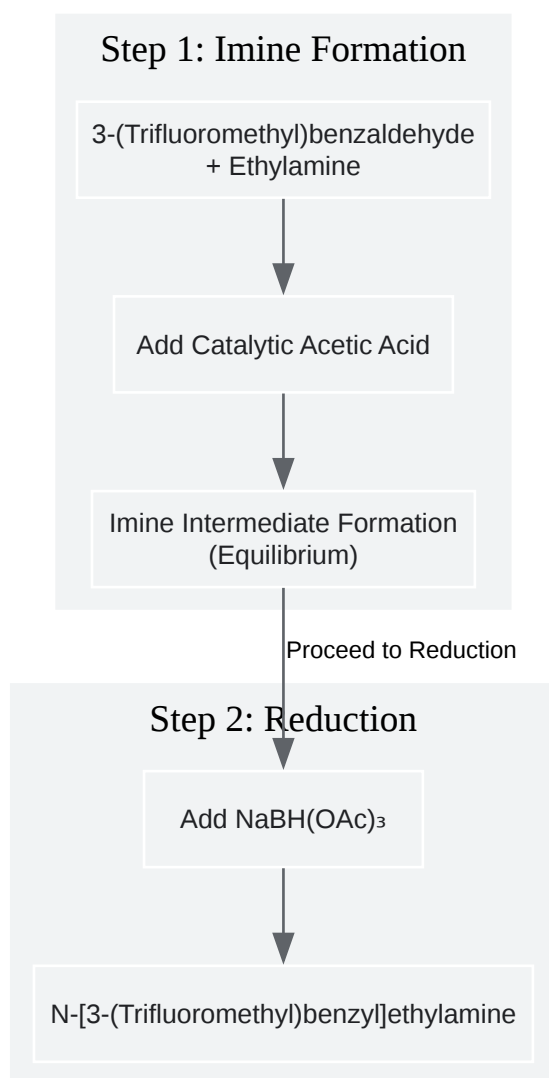 Step 1: Imine Formation
3-(Trifluoromethyl)benzaldehyde
+ Ethylamine
Add Catalytic Acetic Acid
Imine Intermediate Formation
(Equilibrium)
Proceed to Reduction
Step 2: Reduction
Add NaBH(OAc)₃
N-[3-(Trifluoromethyl)benzyl]ethylamine